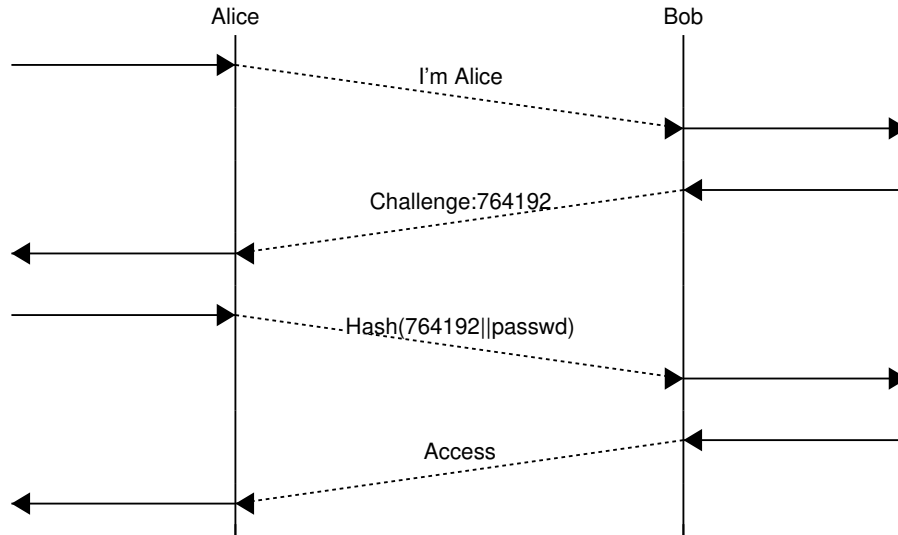 Alice
Bob
I'm Alice
Challenge:764192
Hash(764192||passwd)
Access